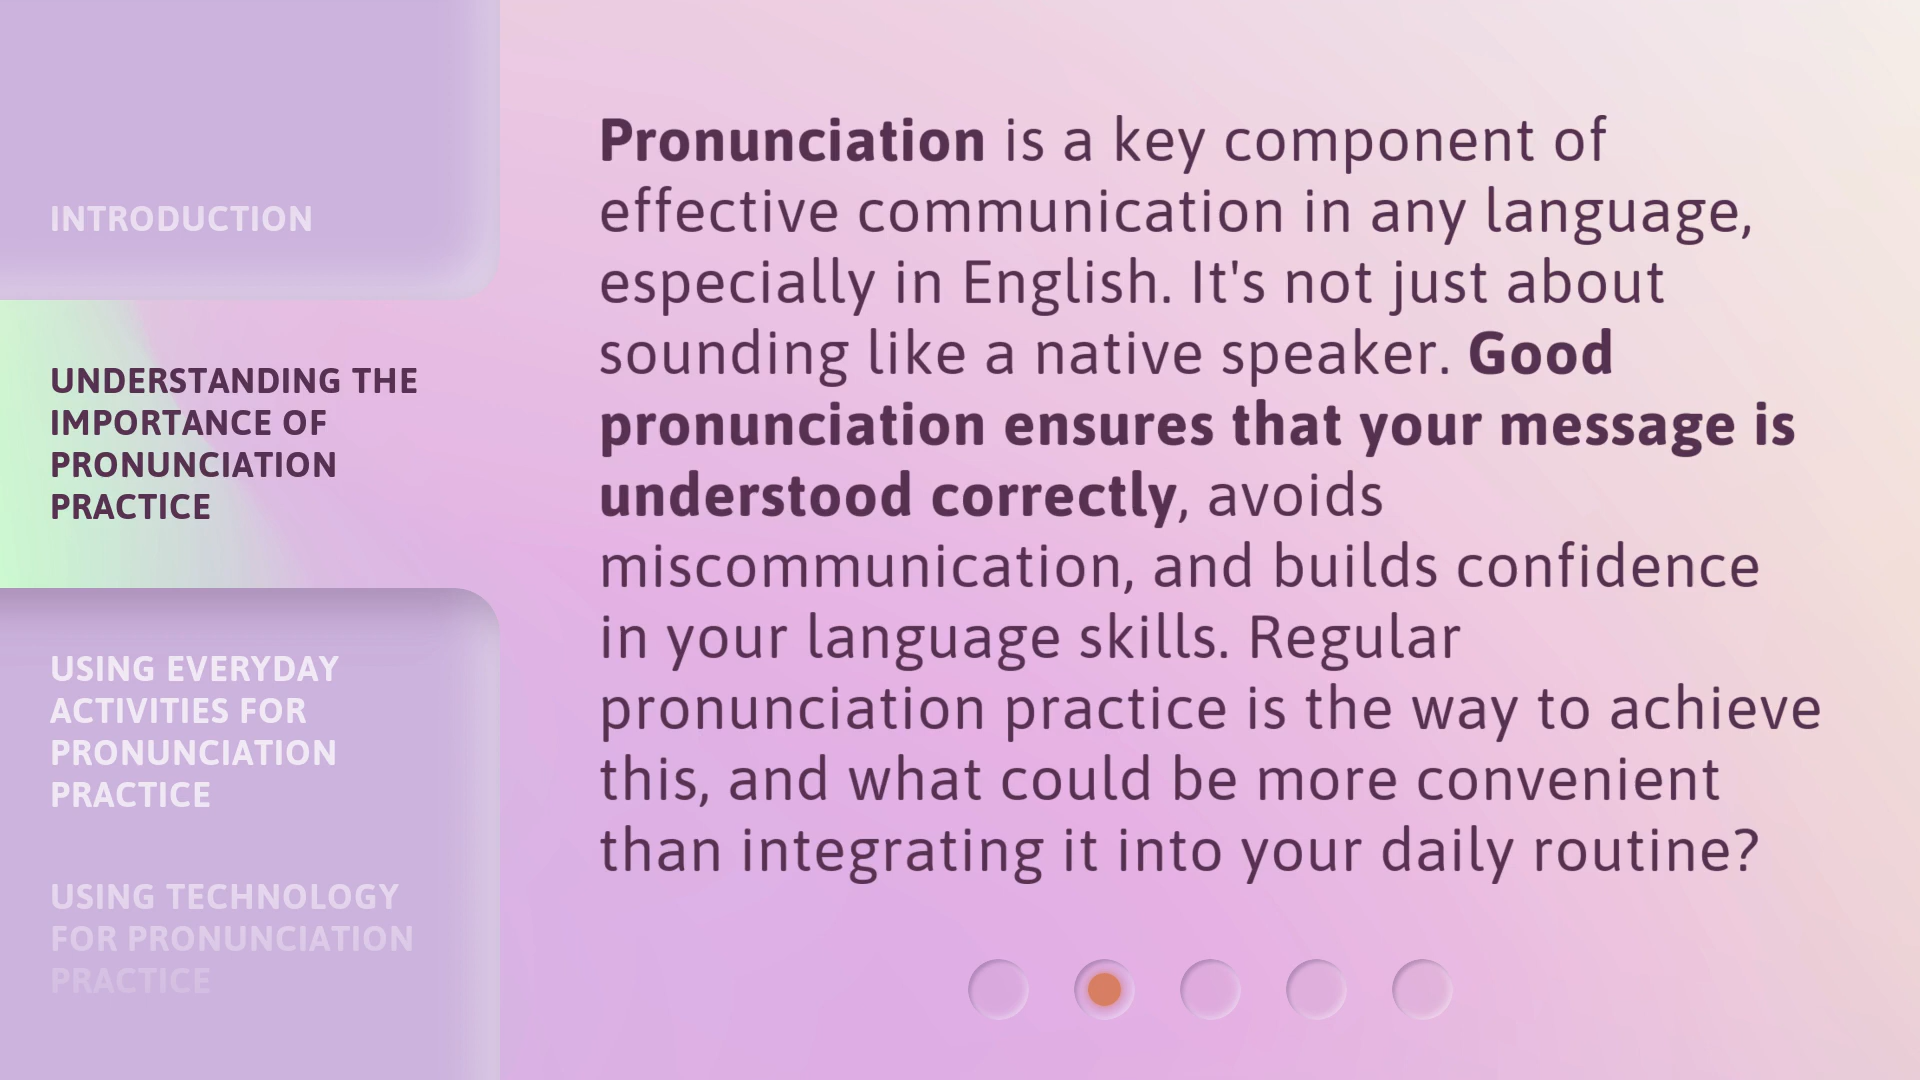 INTRODUCTION
UNDERSTANDING THE
IMPORTANCE OF
PRONUNCIATION
PRACTICE
USING EVERYDAY
ACTIVITIES FOR
PRONUNCIATION
PRACTICE
USING TECHNOLOGY
FOR PRONUNCIATION
PRACTICE
Pronunciation is a key component of
effective communication in any language,
especially in English. It's not just about
sounding like a native speaker. Good
pronunciation ensures that your message is
understood correctly, avoids
miscommunication, and builds confidence
in your language skills. Regular
pronunciation practice is the way to achieve
this, and what could be more convenient
than integrating it into your daily routine?